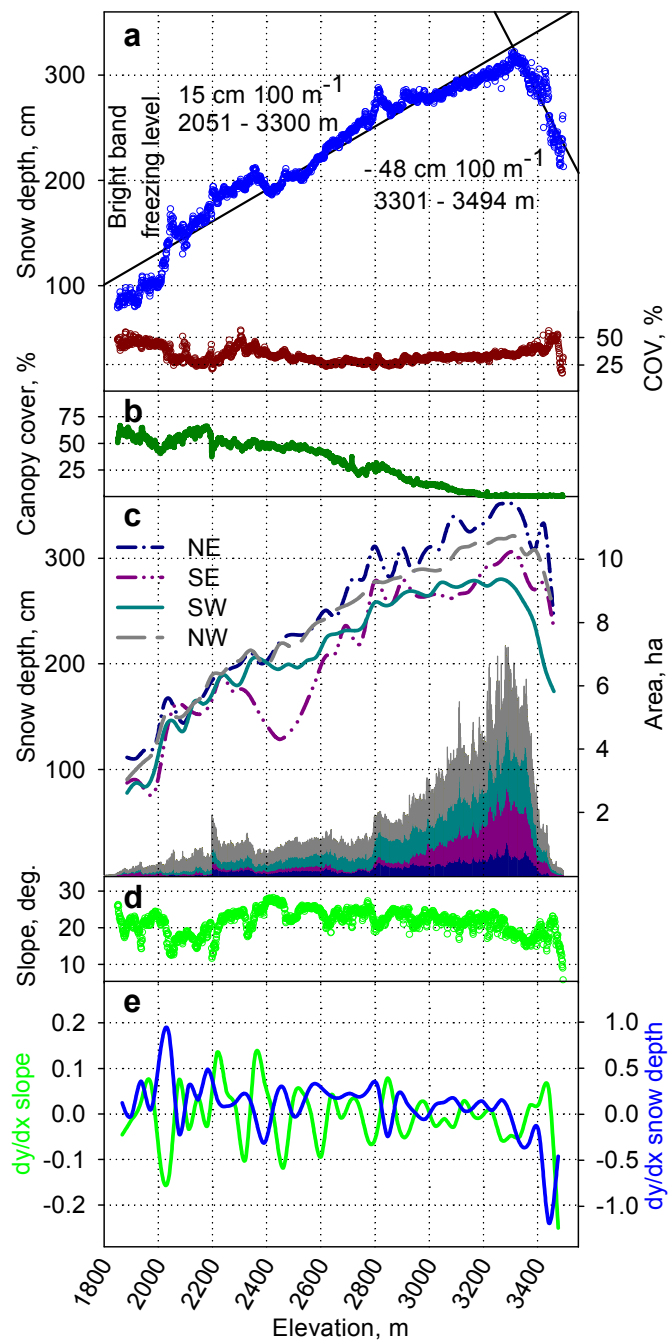 a
300
200
100
Snow depth, cm
15 cm 100 m-1
2051 - 3300 m
Bright band
freezing level
- 48 cm 100 m-1
3301 - 3494 m
50
25
COV, %
b
75
50
25
Canopy cover, %
c
NE
SE
SW
NW
300
200
100
Snow depth, cm
10
8
6
4
2
Area, ha
d
30
20
10
Slope, deg.
e
0.2
0.1
0.0
-0.1
-0.2
dy/dx slope
1.0
0.5
0.0
-0.5
-1.0
dy/dx snow depth
1800
2000
2200
2400
2600
2800
3000
3200
3400
Elevation, m